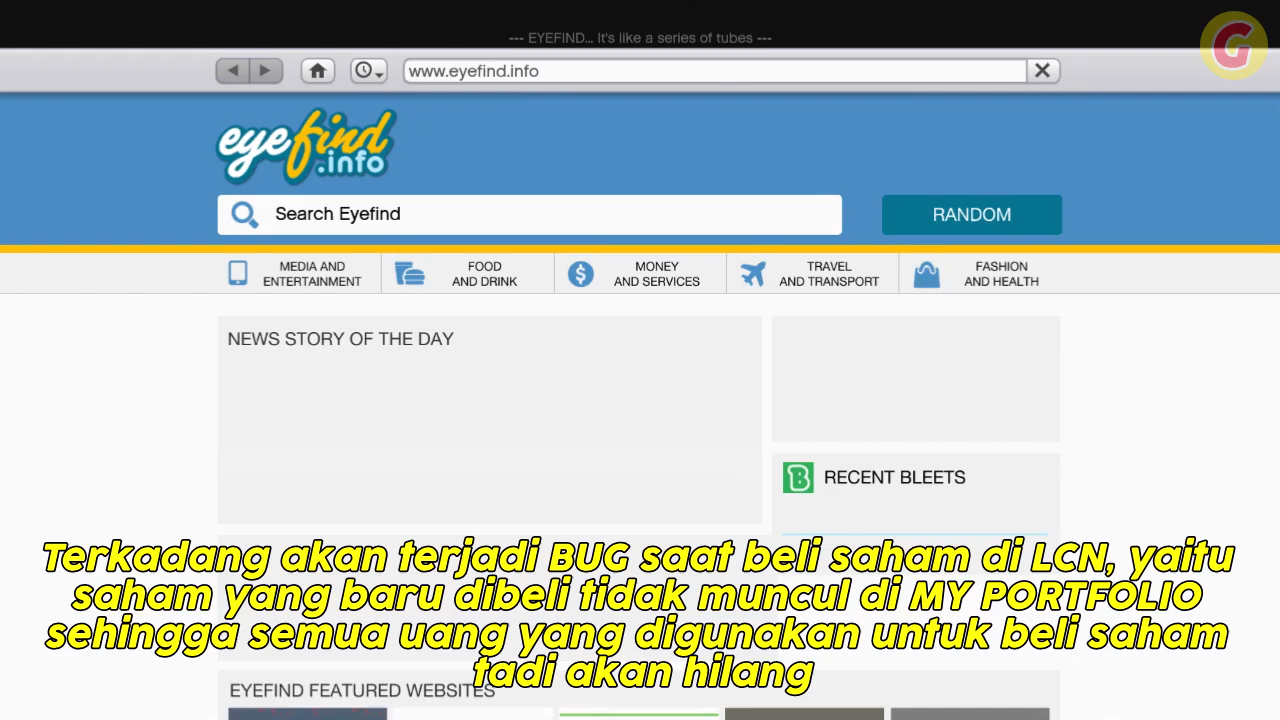 --- EYEFIND... It's like a series of tubes ---
G
www.eyefind.info
eyefind
.info
Search Eyefind
RANDOM
MEDIA AND
ENTERTAINMENT
FOOD
AND DRINK
MONEY
AND SERVICES
TRAVEL
AND TRANSPORT
FASHION
AND HEALTH
NEWS STORY OF THE DAY
B
RECENT BLEETS
Terkadang akan terjadi BUG saat beli saham di LCN, yaitu
saham yang baru dibeli tidak muncul di MY PORTFOLIO
sehingga semua uang yang digunakan untuk beli saham
tadi akan hilang
EYEFIND FEATURED WEBSITES